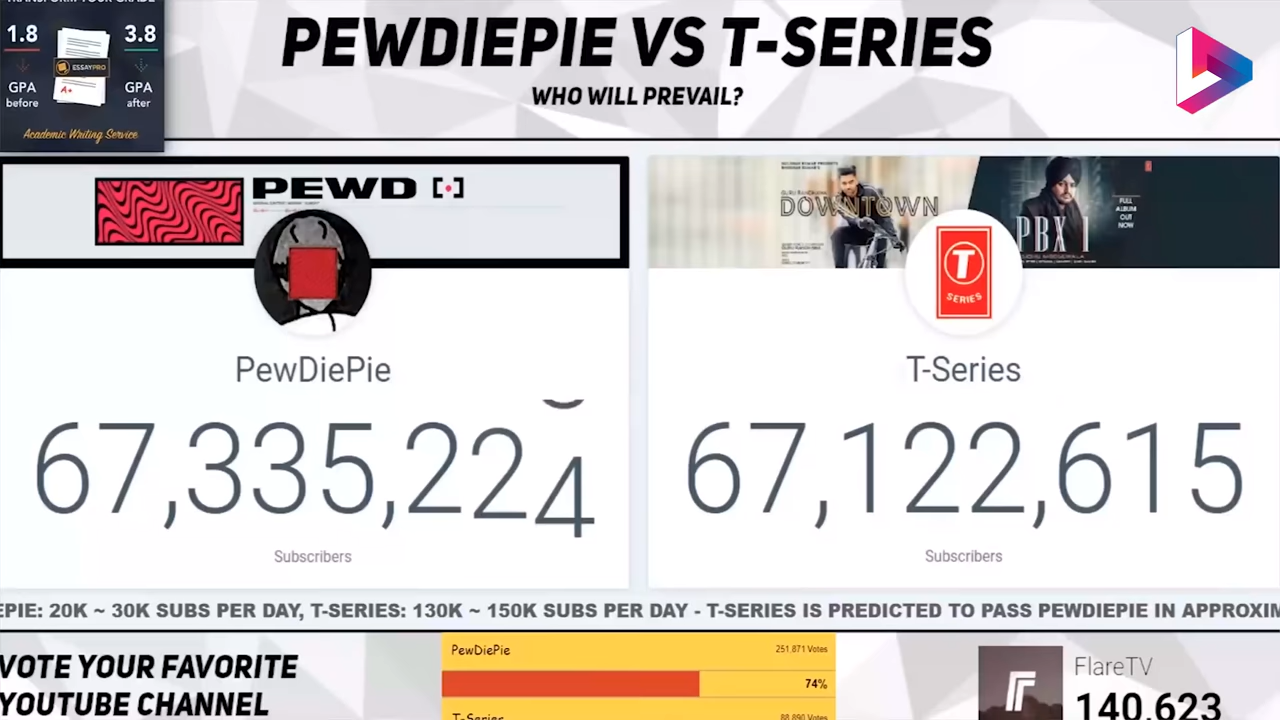 TRANSFORM YOUR GRADE
1.8
3.8
GPA
before
GPA
after
ESSAYPRO
A+
Academic Writing Service
PEWDIEPIE VS T-SERIES
WHO WILL PREVAIL?
PEWD
DOWNTOWN
PBX 1
FULL
ALBUM
OUT
NOW
T
SERIES
PewDiePie
67,335,224
Subscribers
T-Series
67,122,615
Subscribers
EPIE: 20K ~ 30K SUBS PER DAY, T-SERIES: 130K ~ 150K SUBS PER DAY - T-SERIES IS PREDICTED TO PASS PEWDIEPIE IN APPROXIM
VOTE YOUR FAVORITE
YOUTUBE CHANNEL
PewDiePie
251,871 Votes
74%
T-Series
88,890 Votes
FlareTV
140,623